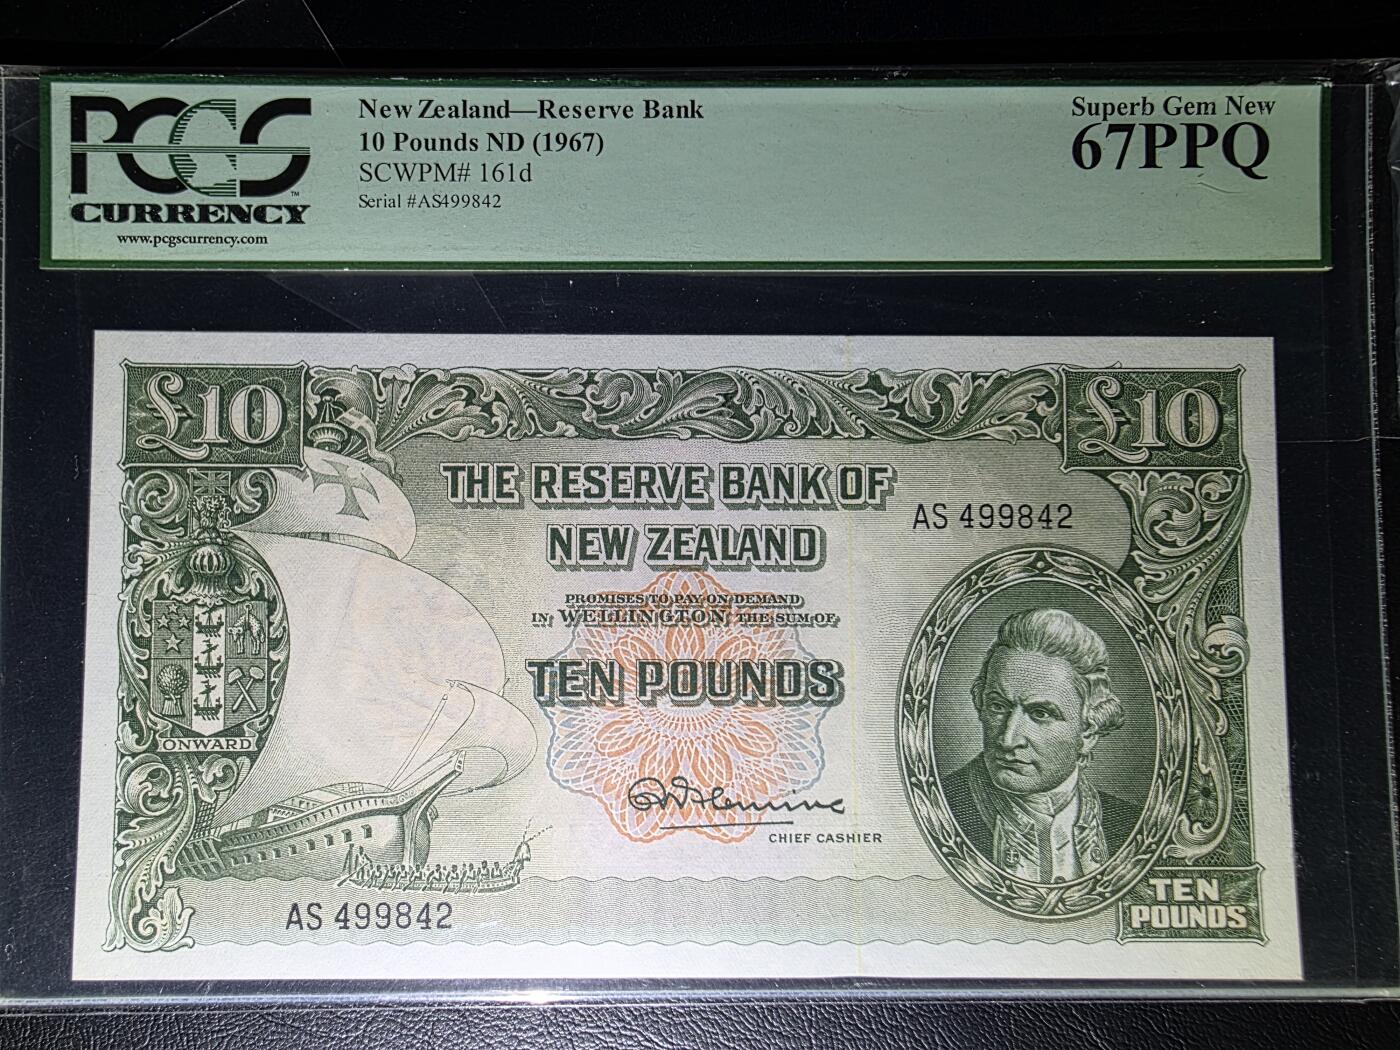 PCGS
™
CURRENCY
www.pcgscurrency.com
New Zealand—Reserve Bank
10 Pounds ND (1967)
SCWPM# 161d
Serial #AS499842
Superb Gem New
67PPQ
£10
£10
THE RESERVE BANK OF
NEW ZEALAND
AS 499842
PROMISES TO PAY ON DEMAND
IN WELLINGTON THE SUM OF
TEN POUNDS
ONWARD
RNFleming
CHIEF CASHIER
AS 499842
TEN
POUNDS